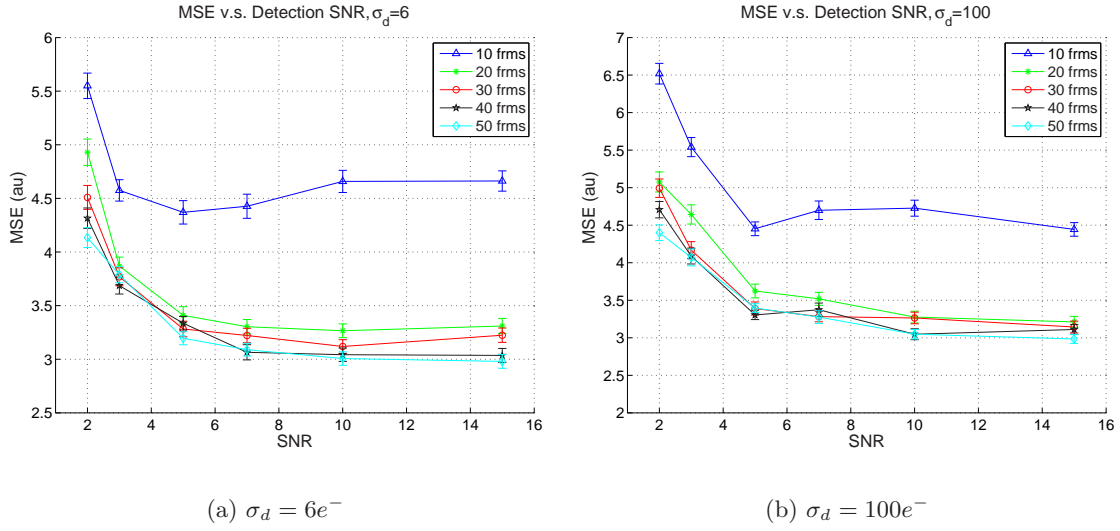 MSE v.s. Detection SNR, σ_d=6
6
5.5
5
4.5
4
3.5
3
2.5
MSE (au)
2 4 6 8 10 12 14 16
SNR
10 frms
20 frms
30 frms
40 frms
50 frms
(a) σ_d = 6e⁻
MSE v.s. Detection SNR, σ_d=100
7
6.5
6
5.5
5
4.5
4
3.5
3
2.5
2
MSE (au)
2 4 6 8 10 12 14 16
SNR
10 frms
20 frms
30 frms
40 frms
50 frms
(b) σ_d = 100e⁻